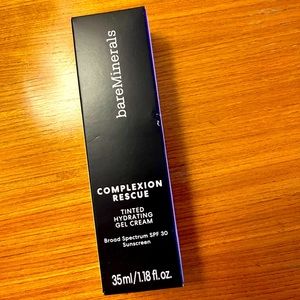 bareMinerals
COMPLEXION
RESCUE
TINTED
HYDRATING
GEL CREAM
Broad Spectrum SPF 30
Sunscreen
35ml/1.18 fl.oz.